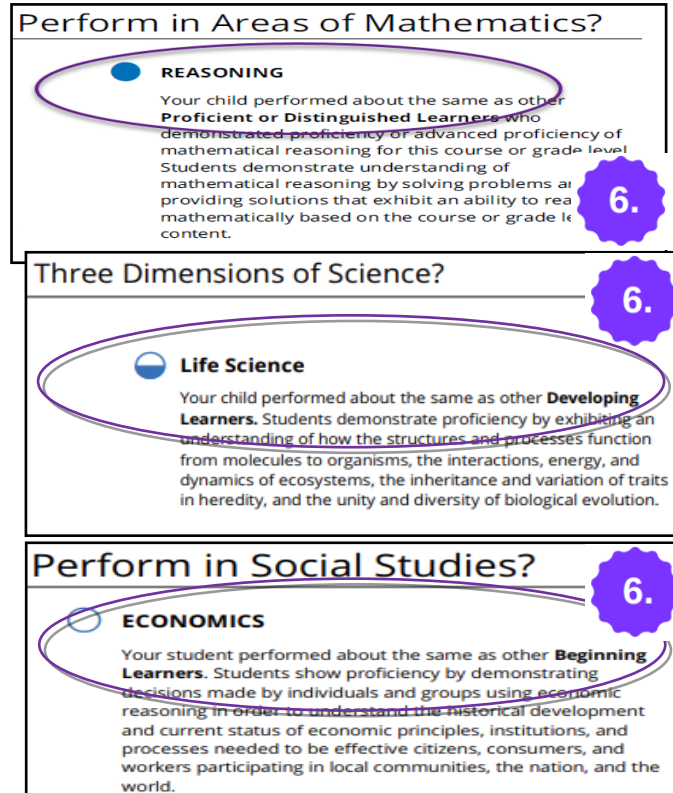 Perform in Areas of Mathematics?
REASONING
Your child performed about the same as other
Proficient or Distinguished Learners who
demonstrated proficiency or advanced proficiency of
mathematical reasoning for this course or grade level.
Students demonstrate understanding of
mathematical reasoning by solving problems
providing solutions that exhibit an ability to
mathematically based on the course or grade
content.
6.
Three Dimensions of Science?
6.
Life Science
Your child performed about the same as other Developing
Learners. Students demonstrate proficiency by exhibiting an
understanding of how the structures and processes function
from molecules to organisms, the interactions, energy, and
dynamics of ecosystems, the inheritance and variation of traits
in heredity, and the unity and diversity of biological evolution.
Perform in Social Studies?
6.
ECONOMICS
Your student performed about the same as other Beginning
Learners. Students show proficiency by demonstrating
decisions made by individuals and groups using economic
reasoning in order to understand the historical development
and current status of economic principles, institutions, and
processes needed to be effective citizens, consumers, and
workers participating in local communities, the nation, and the
world.